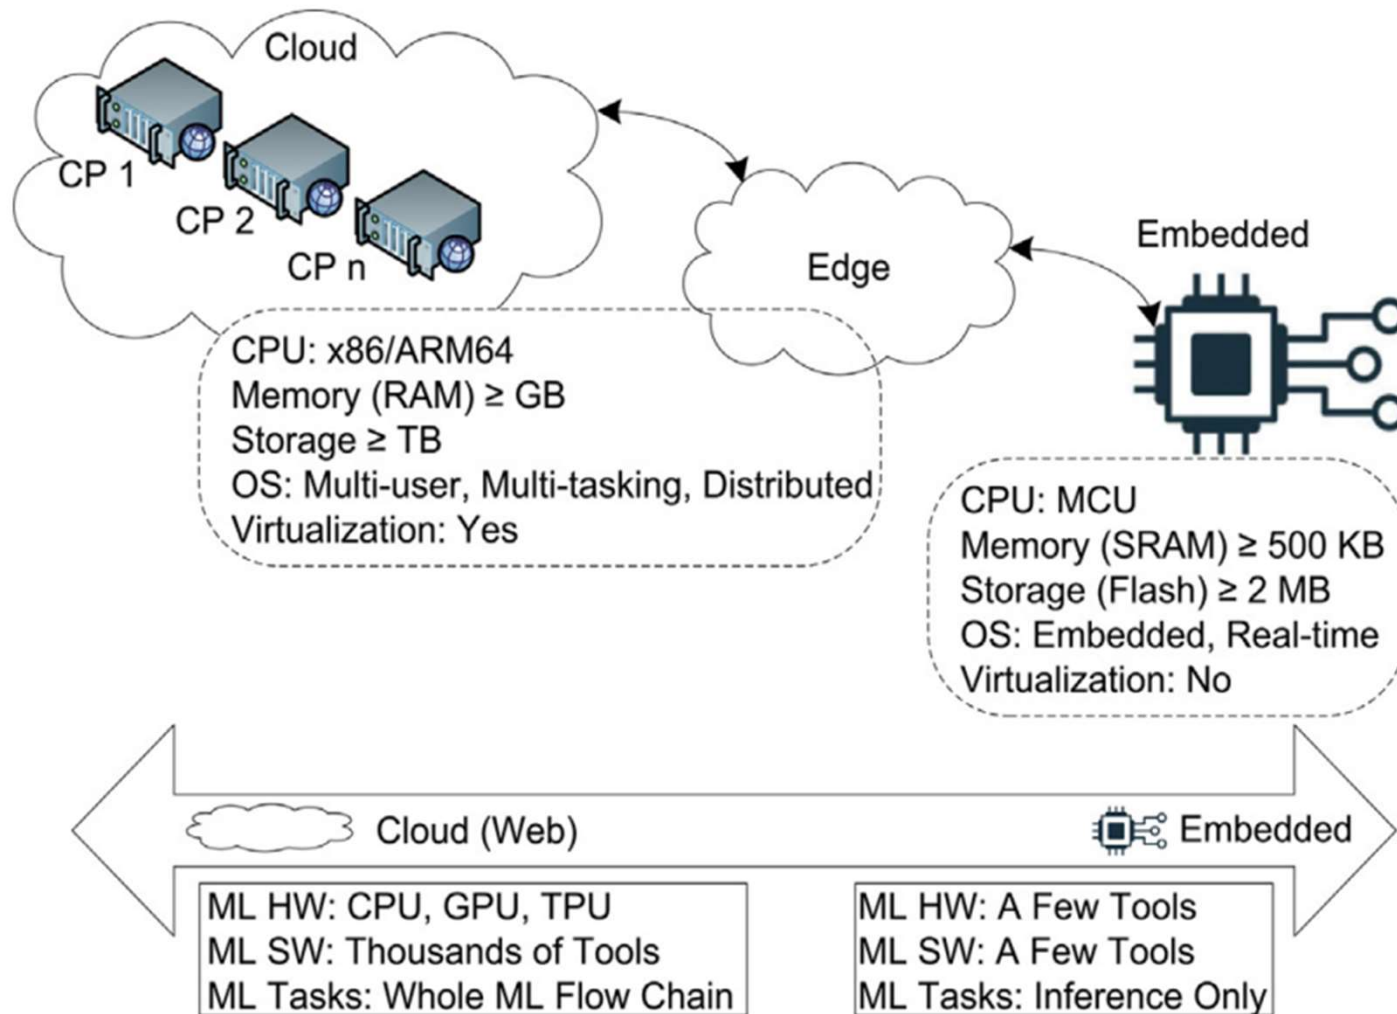 Cloud
CP 1
CP 2
CP n
Edge
Embedded
CPU: x86/ARM64
Memory (RAM) ≥ GB
Storage ≥ TB
OS: Multi-user, Multi-tasking, Distributed
Virtualization: Yes
CPU: MCU
Memory (SRAM) ≥ 500 KB
Storage (Flash) ≥ 2 MB
OS: Embedded, Real-time
Virtualization: No
Cloud (Web)
Embedded
ML HW: CPU, GPU, TPU
ML SW: Thousands of Tools
ML Tasks: Whole ML Flow Chain
ML HW: A Few Tools
ML SW: A Few Tools
ML Tasks: Inference Only